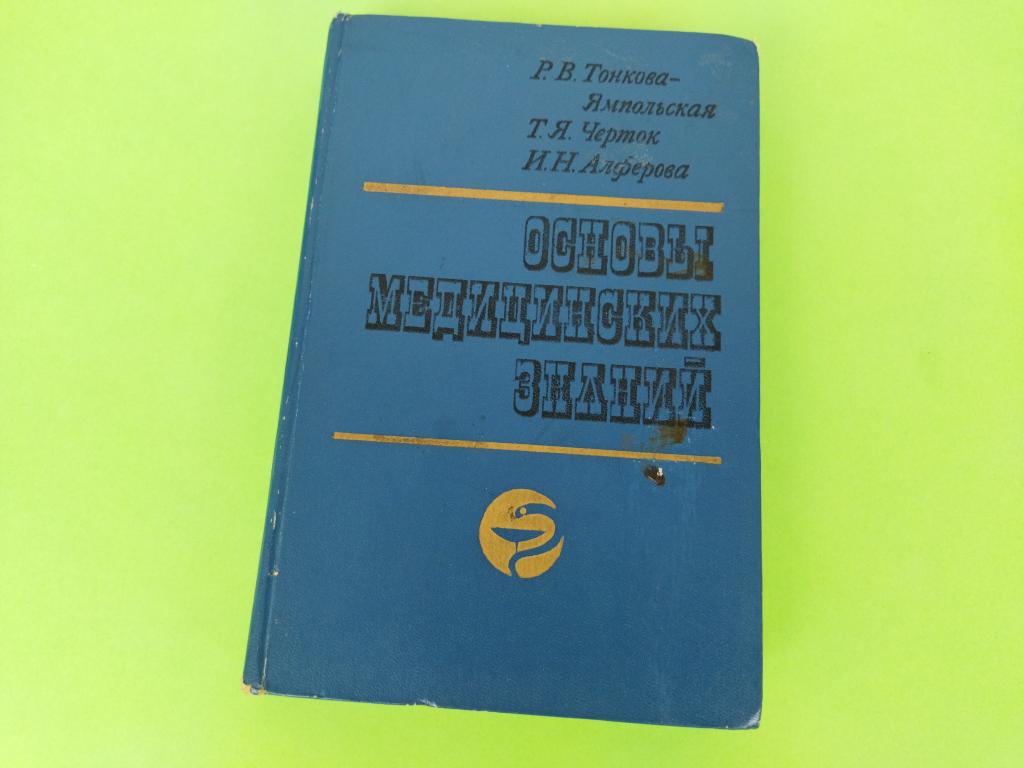 Р. В. Тонкова-
Ямпольская
Т. Я. Черток
И. Н. Алферова
ОСНОВЫ
МЕДИЦИНСКИХ
ЗНАНИЙ